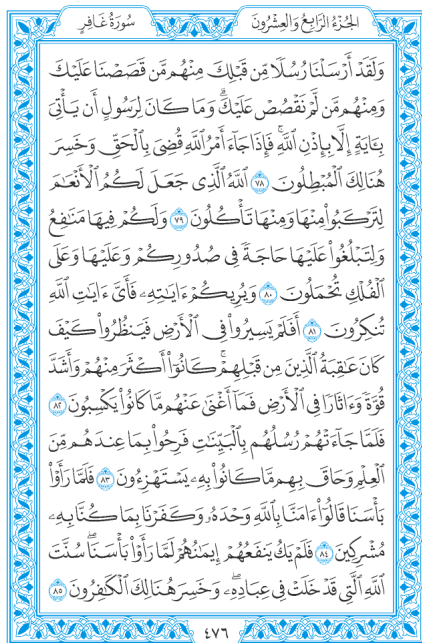 الجُزْءُ الرَّابِعُ وَالعِشْرُونَ سُورَةُ غَافِرٍ
وَلَقَدْ أَرْسَلْنَا رُسُلًا مِّن قَبْلِكَ مِنْهُم مَّن قَصَصْنَا عَلَيْكَ
وَمِنْهُم مَّن لَّمْ نَقْصُصْ عَلَيْكَ ۗ وَمَا كَانَ لِرَسُولٍ أَن يَأْتِيَ
بِـَٔايَةٍ إِلَّا بِإِذْنِ ٱللَّهِ ۚ فَإِذَا جَآءَ أَمْرُ ٱللَّهِ قُضِيَ بِٱلْحَقِّ وَخَسِرَ
هُنَالِكَ ٱلْمُبْطِلُونَ ٧٨ ٱللَّهُ ٱلَّذِي جَعَلَ لَكُمُ ٱلْأَنْعَٰمَ
لِتَرْكَبُوا۟ مِنْهَا وَمِنْهَا تَأْكُلُونَ ٧٩ وَلَكُمْ فِيهَا مَنَٰفِعُ
وَلِتَبْلُغُوا۟ عَلَيْهَا حَاجَةً فِي صُدُورِكُمْ وَعَلَيْهَا وَعَلَى
ٱلْفُلْكِ تُحْمَلُونَ ٨٠ وَيُرِيكُمْ ءَايَٰتِهِۦ فَأَيَّ ءَايَٰتِ ٱللَّهِ
تُنكِرُونَ ٨١ أَفَلَمْ يَسِيرُوا۟ فِي ٱلْأَرْضِ فَيَنظُرُوا۟ كَيْفَ
كَانَ عَٰقِبَةُ ٱلَّذِينَ مِن قَبْلِهِمْ ۚ كَانُوٓا۟ أَكْثَرَ مِنْهُمْ وَأَشَدَّ
قُوَّةً وَءَاثَارًا فِي ٱلْأَرْضِ فَمَآ أَغْنَىٰ عَنْهُم مَّا كَانُوا۟ يَكْسِبُونَ ٨٢
فَلَمَّا جَآءَتْهُمْ رُسُلُهُم بِٱلْبَيِّنَٰتِ فَرِحُوا۟ بِمَا عِندَهُم مِّنَ
ٱلْعِلْمِ وَحَاقَ بِهِم مَّا كَانُوا۟ بِهِۦ يَسْتَهْزِءُونَ ٨٣ فَلَمَّا رَأَوْا۟
بَأْسَنَا قَالُوٓا۟ ءَامَنَّا بِٱللَّهِ وَحْدَهُۥ وَكَفَرْنَا بِمَا كُنَّا بِهِۦ
مُشْرِكِينَ ٨٤ فَلَمْ يَكُ يَنفَعُهُمْ إِيمَٰنُهُمْ لَمَّا رَأَوْا۟ بَأْسَنَا ۖ سُنَّتَ
ٱللَّهِ ٱلَّتِي قَدْ خَلَتْ فِي عِبَادِهِۦ ۖ وَخَسِرَ هُنَالِكَ ٱلْكَٰفِرُونَ ٨٥
٤٧٦